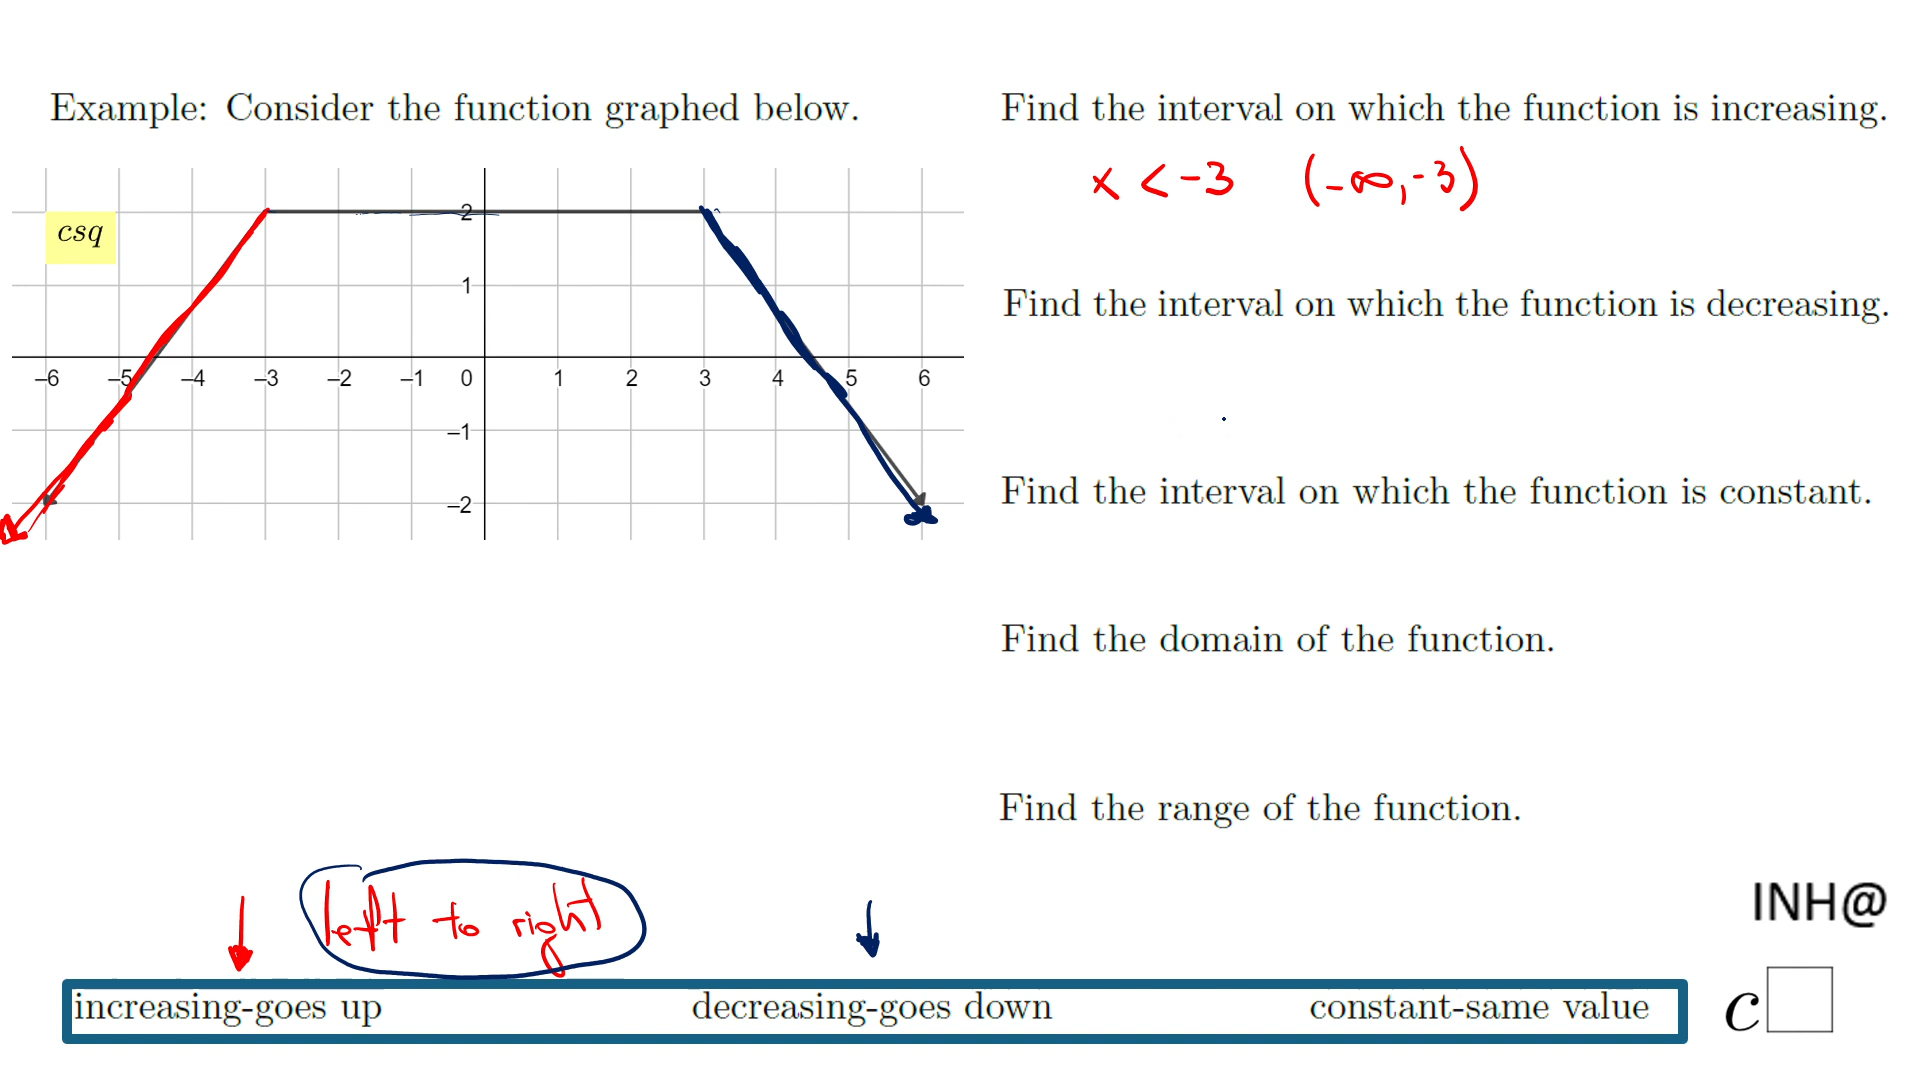 Example: Consider the function graphed below.
csq
2
1
–6 –5 –4 –3 –2 –1 0 1 2 3 4 5 6
–1
–2
Find the interval on which the function is increasing.
x < -3 (-∞,-3)
Find the interval on which the function is decreasing.
Find the interval on which the function is constant.
Find the domain of the function.
Find the range of the function.
left to right
INH@
increasing-goes up decreasing-goes down constant-same value
c